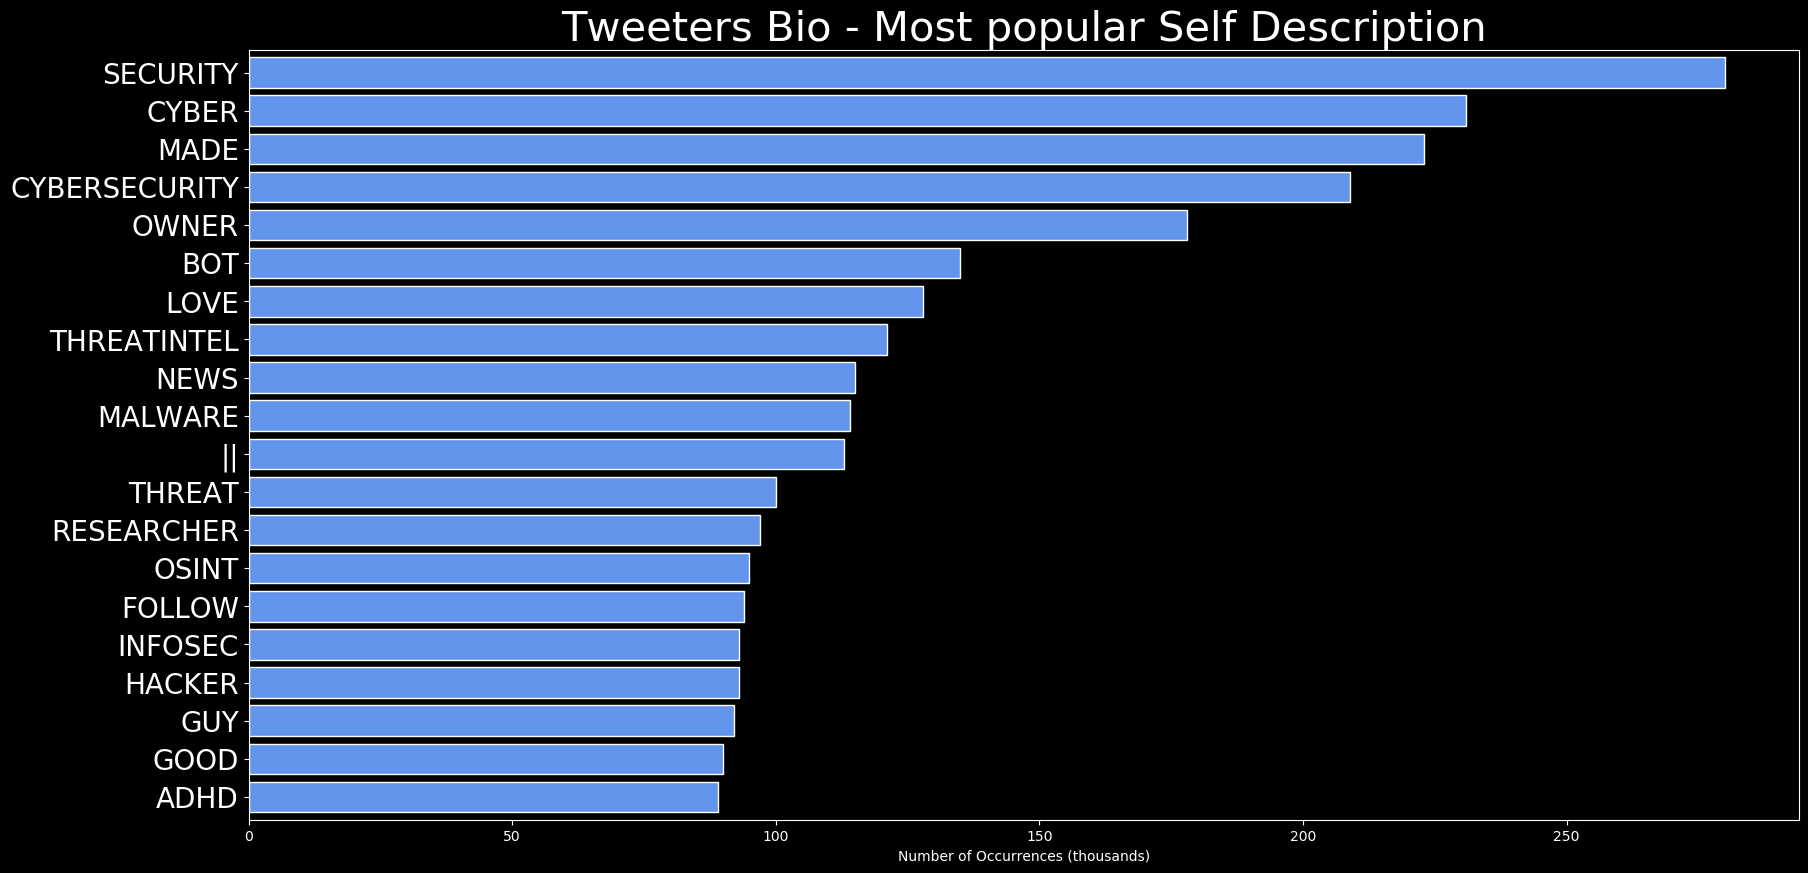 Tweeters Bio - Most popular Self Description
SECURITY
CYBER
MADE
CYBERSECURITY
OWNER
BOT
LOVE
THREATINTEL
NEWS
MALWARE
||
THREAT
RESEARCHER
OSINT
FOLLOW
INFOSEC
HACKER
GUY
GOOD
ADHD
0 50 100 150 200 250
Number of Occurrences (thousands)